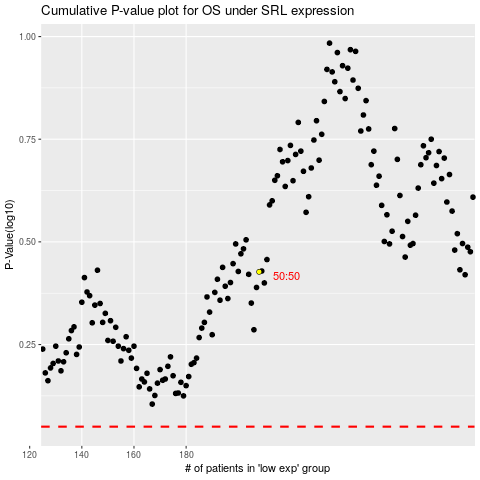 Cumulative P-value plot for OS under SRL expression
1.00
0.75
0.50
0.25
P-Value(log10)
50:50
120 140 160 180
# of patients in 'low exp' group